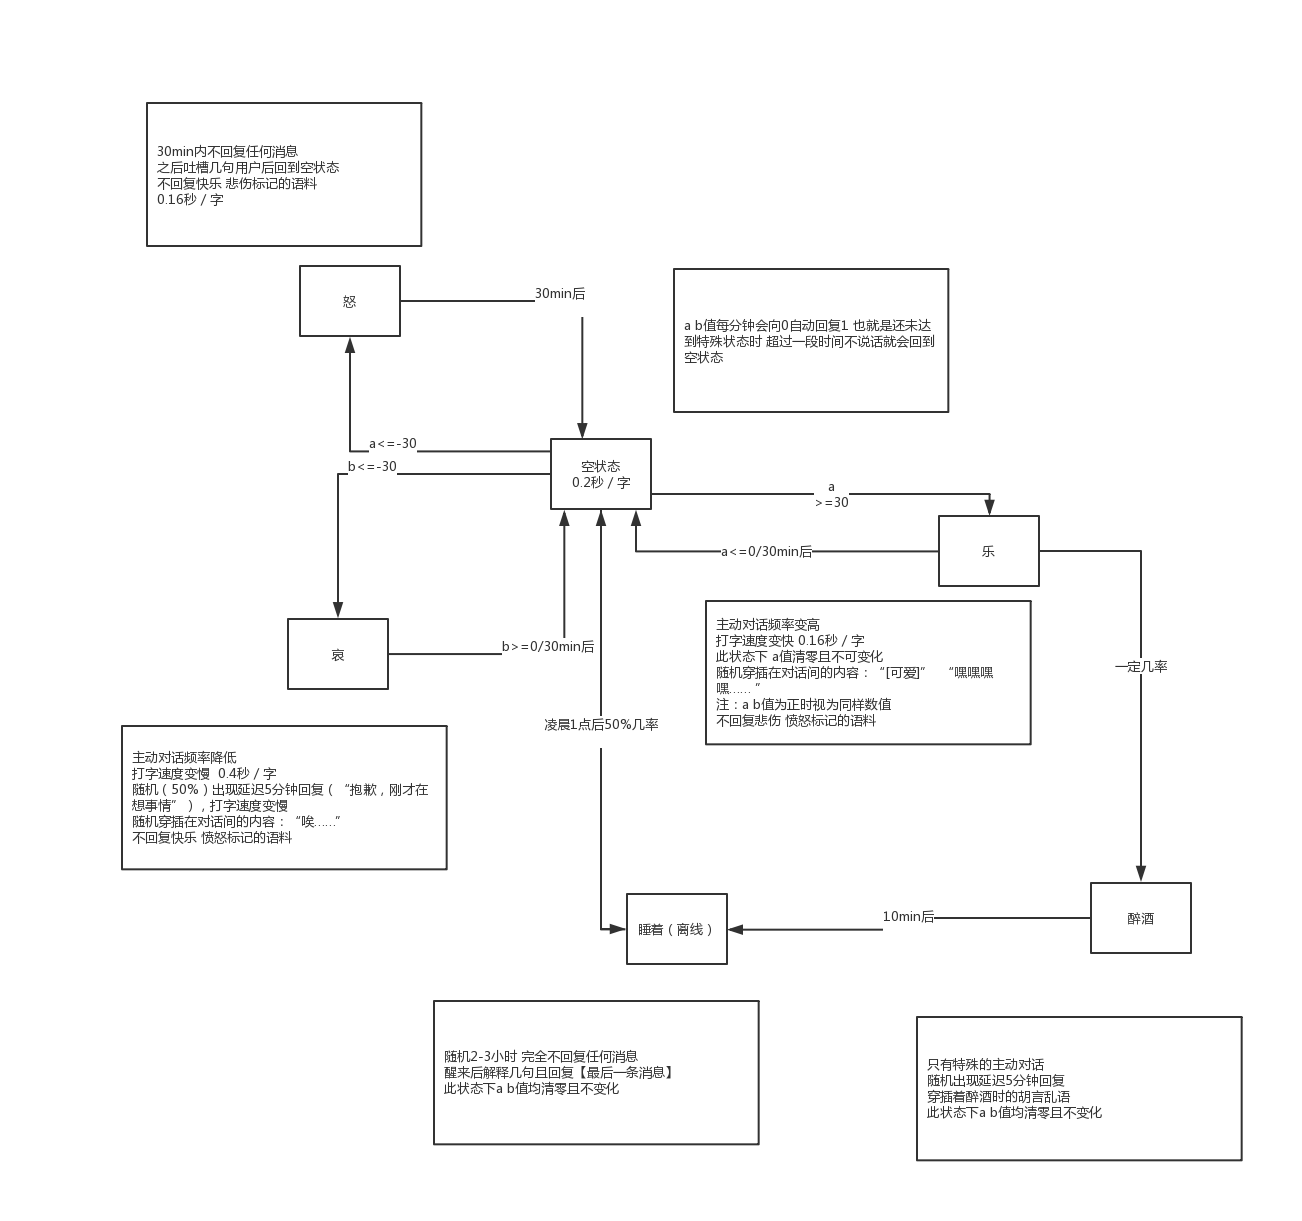 30min内不回复任何消息
之后吐槽几句用户后回到空状态
不回复快乐 悲伤标记的语料
0.16秒 / 字
怒
30min后
a b值每分钟会向0自动回复1 也就是还未达
到特殊状态时 超过一段时间不说话就会回到
空状态
a<=-30
b<=-30
空状态
0.2秒 / 字
a
>=30
a<=0/30min后
乐
主动对话频率变高
打字速度变快 0.16秒 / 字
此状态下 a值清零且不可变化
随机穿插在对话间的内容：“[可爱]” “嘿嘿嘿
嘿…… “
注：a b值为正时视为同样数值
不回复悲伤 愤怒标记的语料
哀
b>=0/30min后
一定几率
凌晨1点后50%几率
主动对话频率降低
打字速度变慢 0.4秒 / 字
随机（50%）出现延迟5分钟回复（“抱歉，刚才在
想事情” ），打字速度变慢
随机穿插在对话间的内容：“唉……”
不回复快乐 愤怒标记的语料
睡着（离线）
10min后
醉酒
随机2-3小时 完全不回复任何消息
醒来后解释几句且回复【最后一条消息】
此状态下a b值均清零且不变化
只有特殊的主动对话
随机出现延迟5分钟回复
穿插着醉酒时的胡言乱语
此状态下a b值均清零且不变化